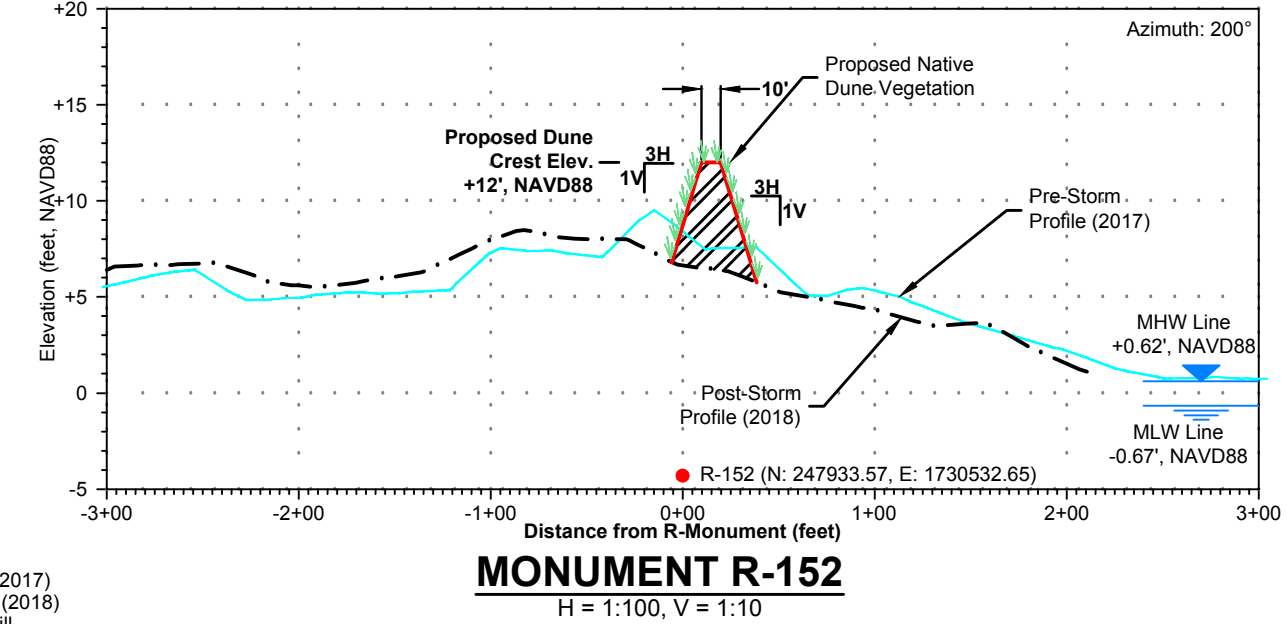 +20
Azimuth: 200°
Proposed Native
Dune Vegetation
10'
+15
Proposed Dune
Crest Elev.
+12', NAVD88
3H
1V
3H
1V
+10
Pre-Storm
Profile (2017)
Elevation (feet, NAVD88)
+5
MHW Line
+0.62', NAVD88
0
Post-Storm
Profile (2018)
MLW Line
-0.67', NAVD88
R-152 (N: 247933.57, E: 1730532.65)
-5
-3+00
-2+00
-1+00
0+00
1+00
2+00
3+00
Distance from R-Monument (feet)
MONUMENT R-152
H = 1:100, V = 1:10
2017)
(2018)